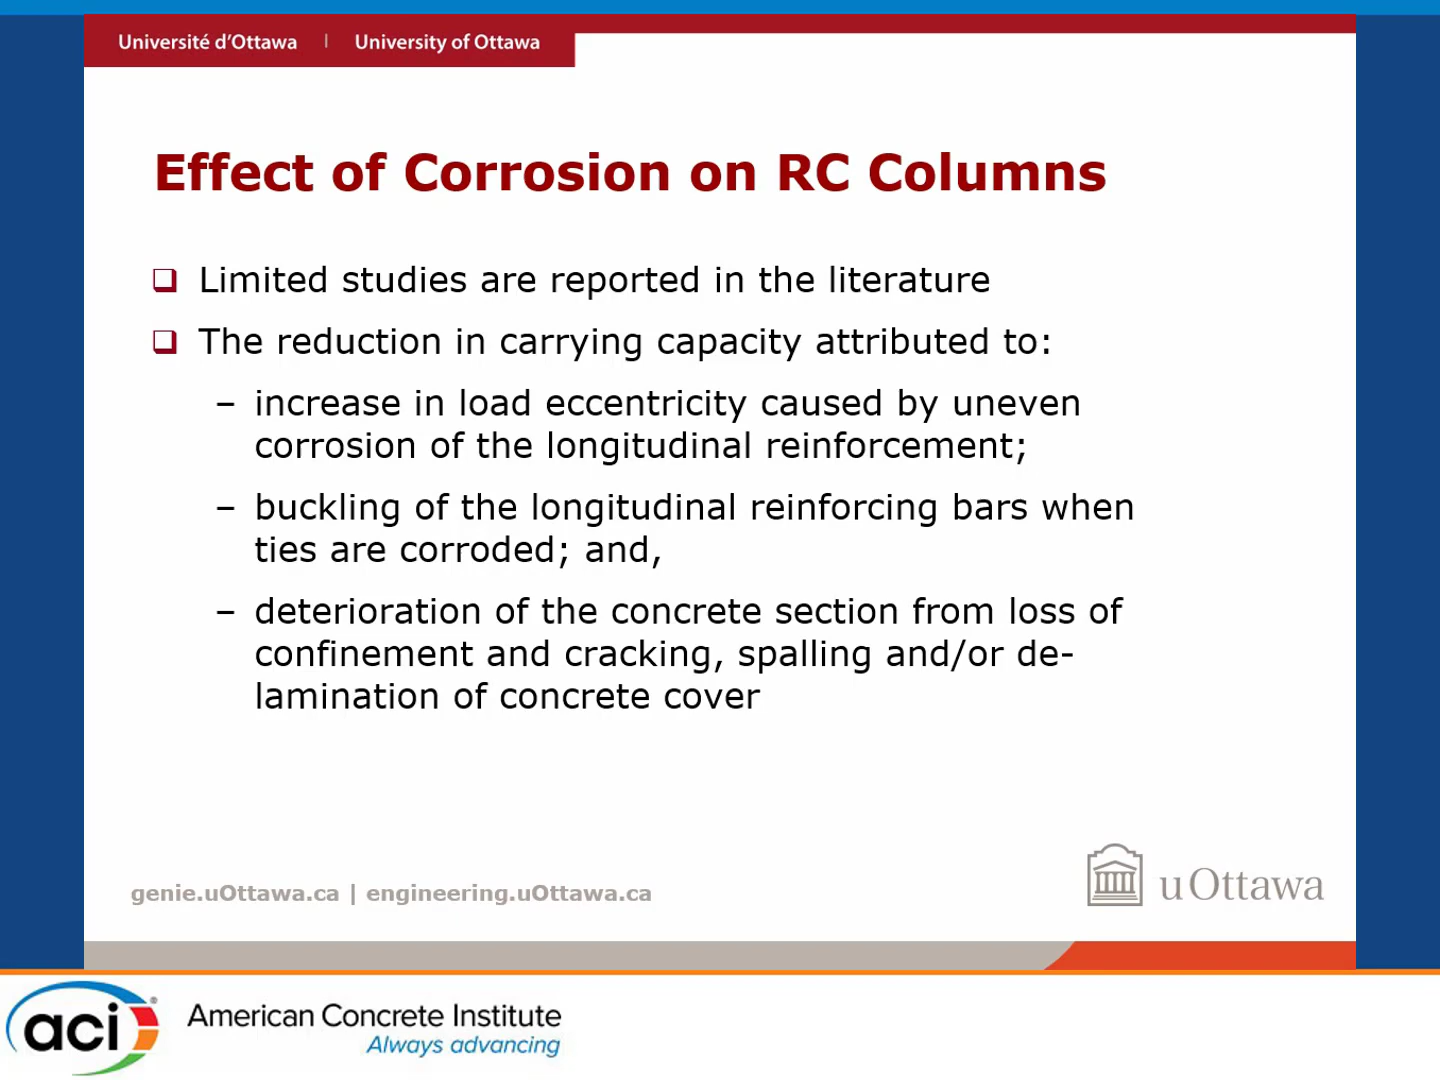 Université d'Ottawa | University of Ottawa
Effect of Corrosion on RC Columns
❑ Limited studies are reported in the literature
❑ The reduction in carrying capacity attributed to:
– increase in load eccentricity caused by uneven
corrosion of the longitudinal reinforcement;
– buckling of the longitudinal reinforcing bars when
ties are corroded; and,
– deterioration of the concrete section from loss of
confinement and cracking, spalling and/or de-
lamination of concrete cover
genie.uOttawa.ca | engineering.uOttawa.ca
uOttawa
aci®
American Concrete Institute
Always advancing